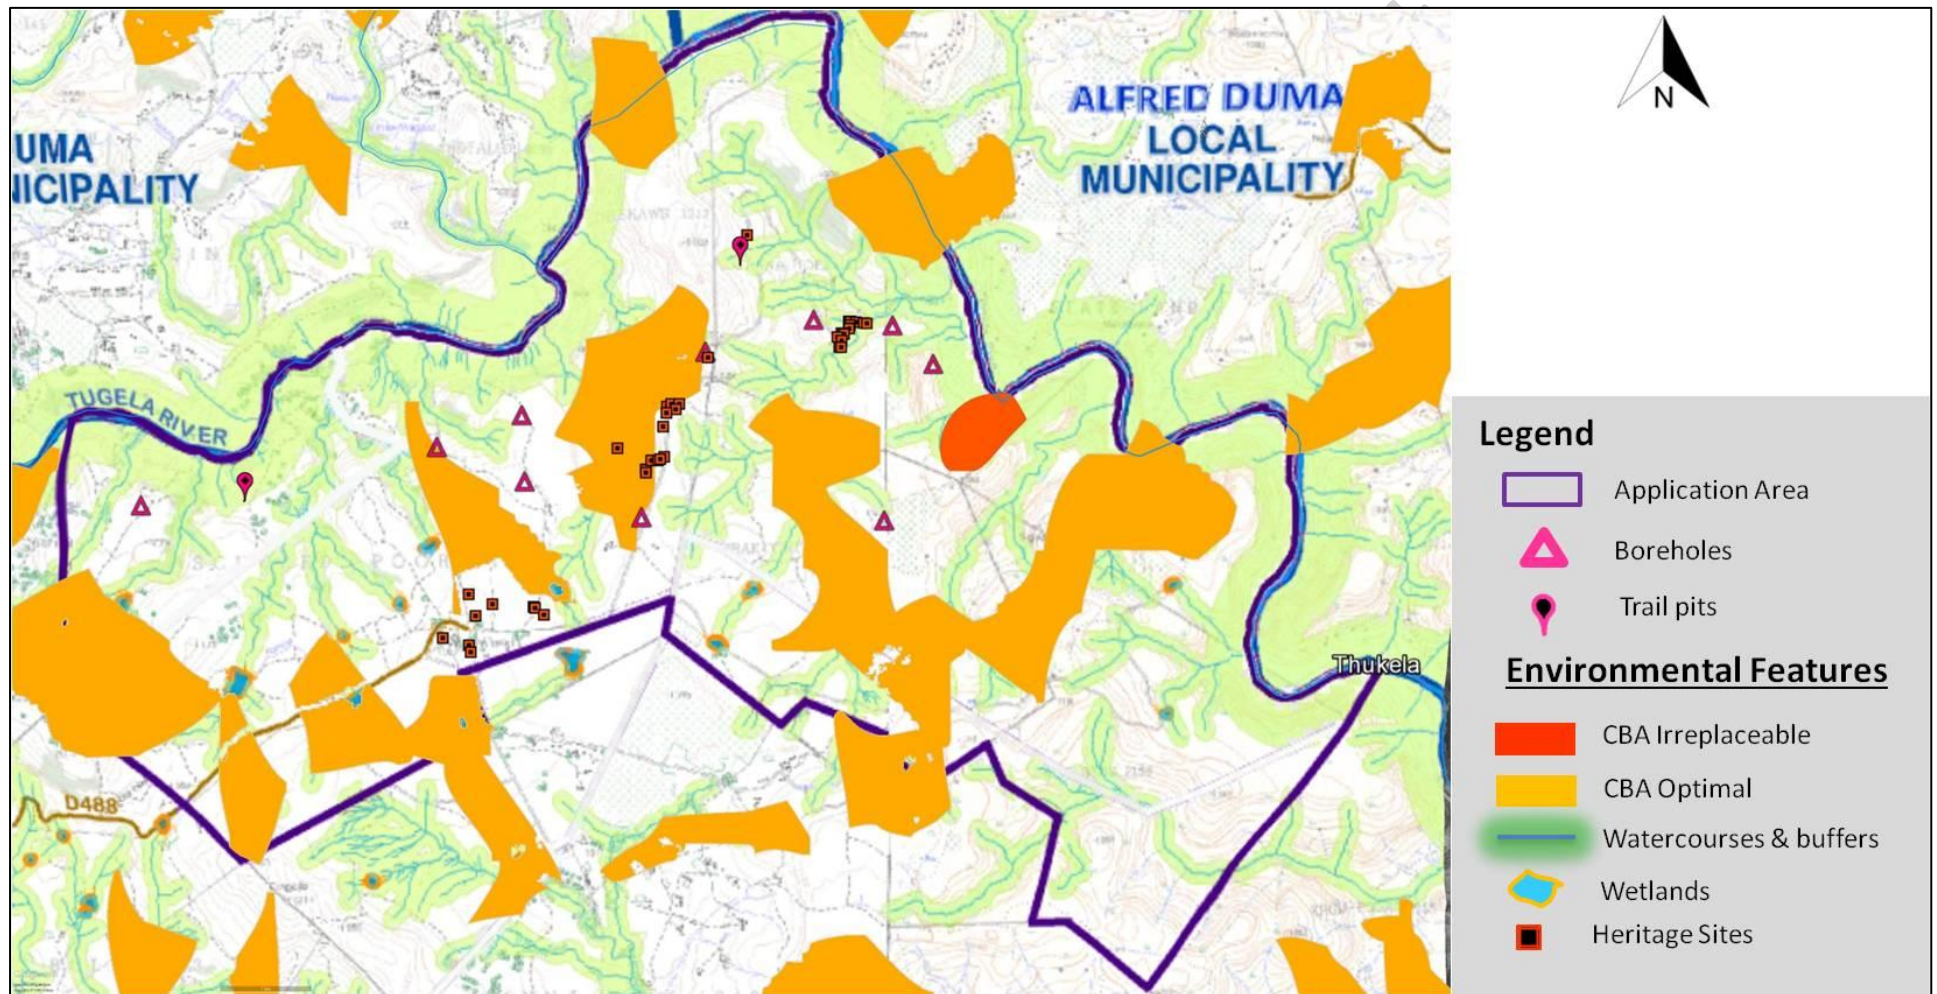 ALFRED DUMA
LOCAL
MUNICIPALITY
UMA
NICIPALITY
TUGELA RIVER
Thukela
D488
N
Legend
Application Area
Boreholes
Trail pits
Environmental Features
CBA Irreplaceable
CBA Optimal
Watercourses & buffers
Wetlands
Heritage Sites